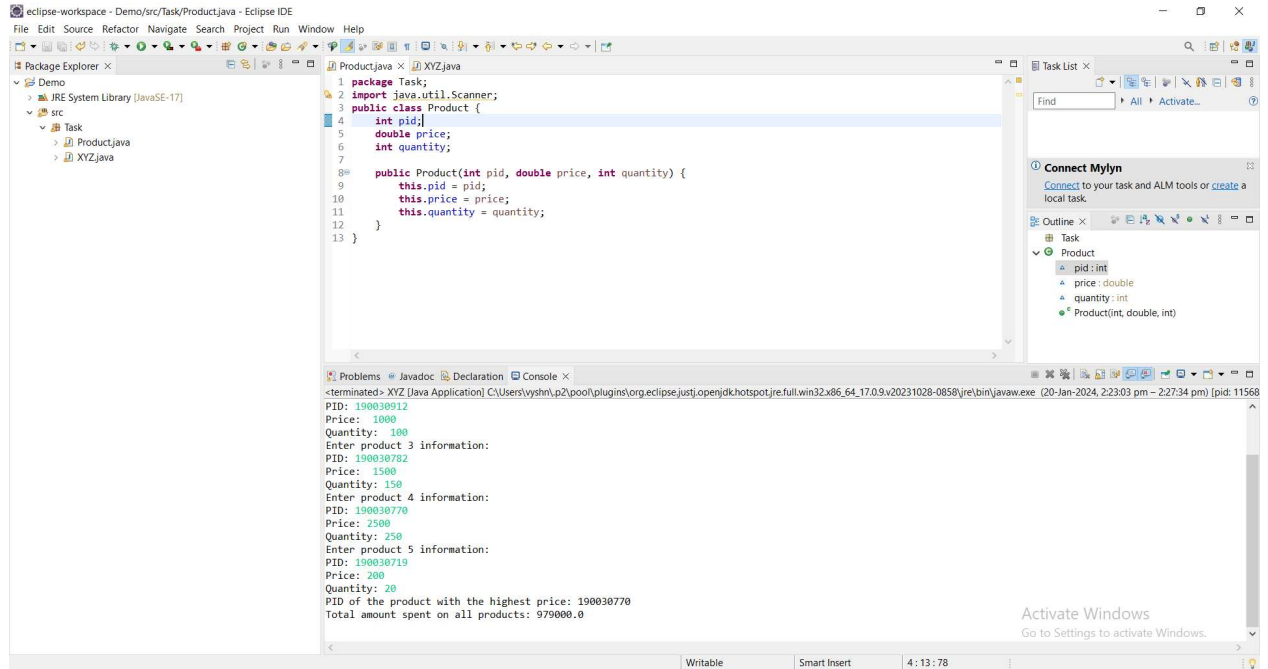 eclipse-workspace - Demo/src/Task/Product.java - Eclipse IDE
File Edit Source Refactor Navigate Search Project Run Window Help
Package Explorer
Demo
JRE System Library [JavaSE-17]
src
Task
Product.java
XYZ.java
Product.java XYZ.java
1 package Task;
2 import java.util.Scanner;
3 public class Product {
4 int pid;
5 double price;
6 int quantity;
7
8 public Product(int pid, double price, int quantity) {
9 this.pid = pid;
10 this.price = price;
11 this.quantity = quantity;
12 }
13 }
Task List
Find All Activate...
Connect Mylyn
Connect to your task and ALM tools or create a
local task.
Outline
Task
Product
pid : int
price : double
quantity : int
Product(int, double, int)
Problems Javadoc Declaration Console
<terminated> XYZ [Java Application] C:\Users\vyshn\.p2\pool\plugins\org.eclipse.justj.openjdk.hotspot.jre.full.win32.x86_64_17.0.9.v20231028-0858\jre\bin\javaw.exe (20-Jan-2024, 2:23:03 pm – 2:27:34 pm) [pid: 11568
PID: 190030912
Price: 1000
Quantity: 100
Enter product 3 information:
PID: 190030782
Price: 1500
Quantity: 150
Enter product 4 information:
PID: 190030770
Price: 2500
Quantity: 250
Enter product 5 information:
PID: 190030719
Price: 200
Quantity: 20
PID of the product with the highest price: 190030770
Total amount spent on all products: 979000.0
Activate Windows
Go to Settings to activate Windows.
Writable Smart Insert 4 : 13 : 78